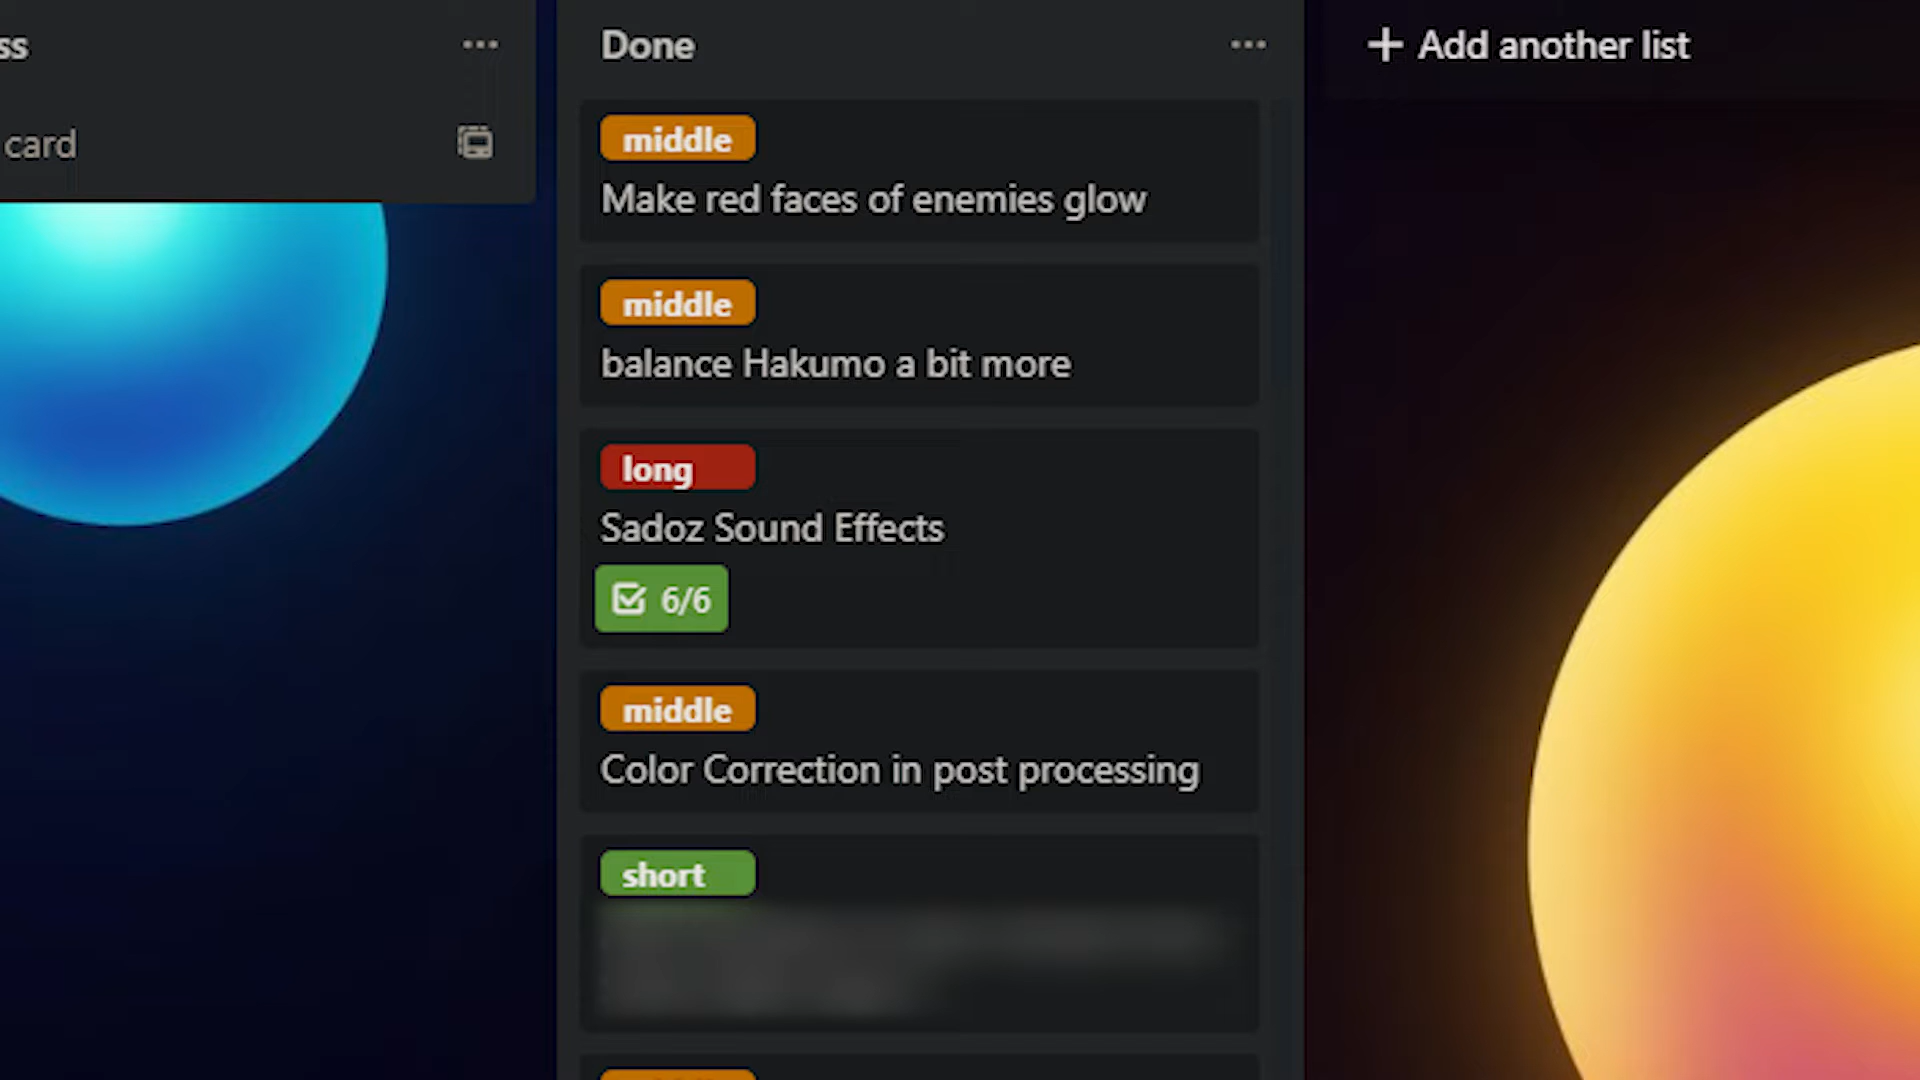 ss
card
Done
middle
Make red faces of enemies glow
middle
balance Hakumo a bit more
long
Sadoz Sound Effects
6/6
middle
Color Correction in post processing
short
Add another list